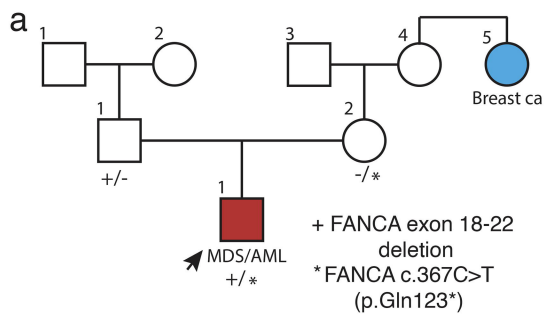 a
1 2 3 4 5
Breast ca
1 2
+/- -/*
1
MDS/AML
+/*
+ FANCA exon 18-22
deletion
*FANCA c.367C>T
(p.Gln123*)